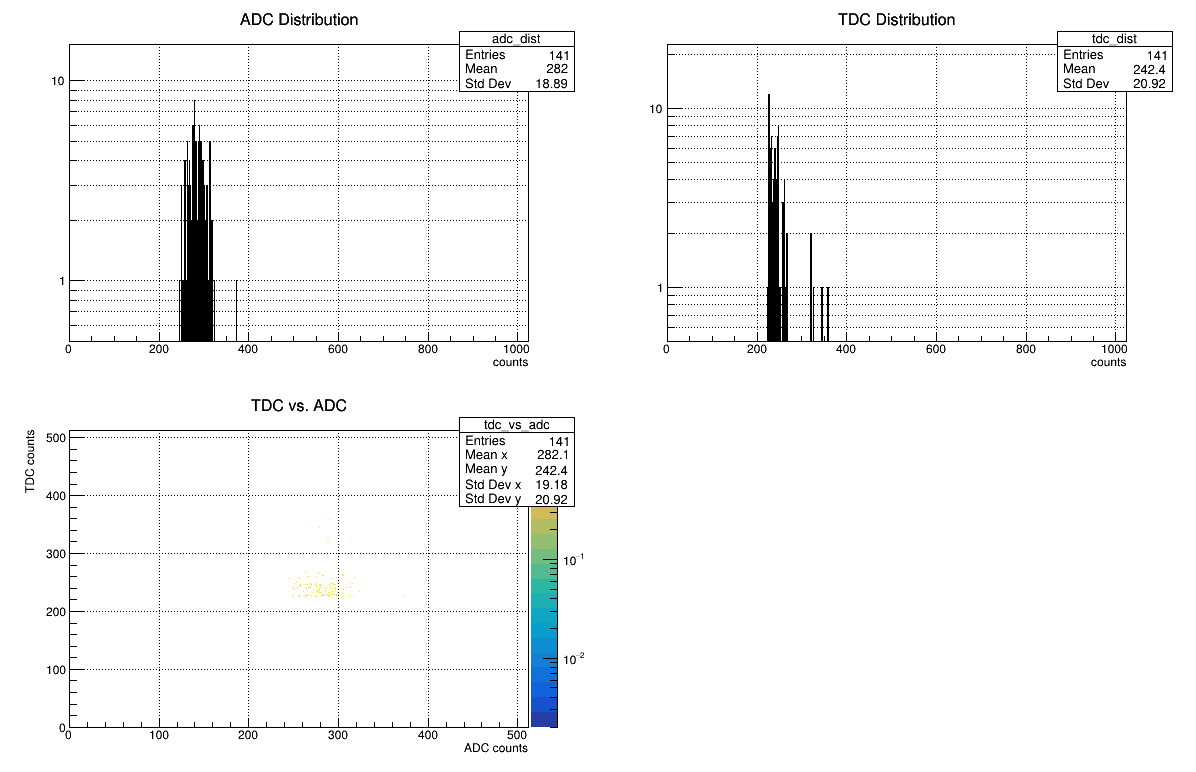 ADC Distribution
adc_dist
Entries 141
Mean 282
Std Dev 18.89
10
1
0 200 400 600 800 1000
counts
TDC Distribution
tdc_dist
Entries 141
Mean 242.4
Std Dev 20.92
10
1
0 200 400 600 800 1000
counts
TDC vs. ADC
tdc_vs_adc
Entries 141
Mean x 282.1
Mean y 242.4
Std Dev x 19.18
Std Dev y 20.92
TDC counts
500
400
300
200
100
0
0 100 200 300 400 500
ADC counts
10⁻¹
10⁻²